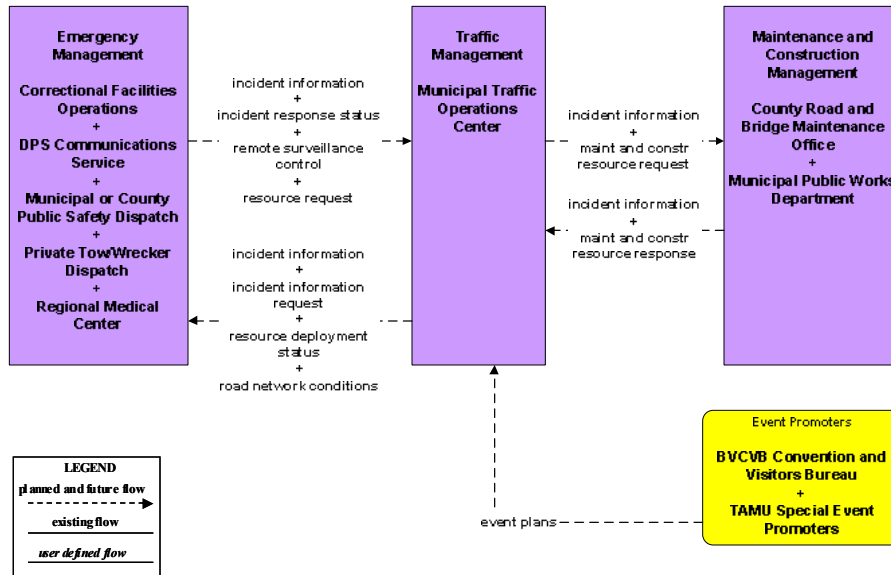 Emergency
Management
Correctional Facilities
Operations
+
DPS Communications
Service
+
Municipal or County
Public Safety Dispatch
+
Private Tow/Wrecker
Dispatch
+
Regional Medical
Center
incident information
+
incident response status
+
remote surveillance
control
+
resource request
incident information
+
incident information
request
+
resource deployment
status
+
road network conditions
Traffic
Management
Municipal Traffic
Operations
Center
incident information
+
maint and constr
resource request
incident information
+
maint and constr
resource response
Maintenance and
Construction
Management
County Road and
Bridge Maintenance
Office
+
Municipal Public Works
Department
Event Promoters
BVCVB Convention and
Visitors Bureau
+
TAMU Special Event
Promoters
event plans
LEGEND
planned and future flow
existing flow
user defined flow